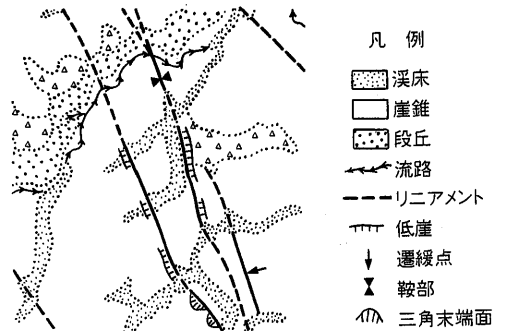 凡 例
渓床
崖錐
段丘
流路
リニアメント
低崖
遷緩点
鞍部
三角末端面